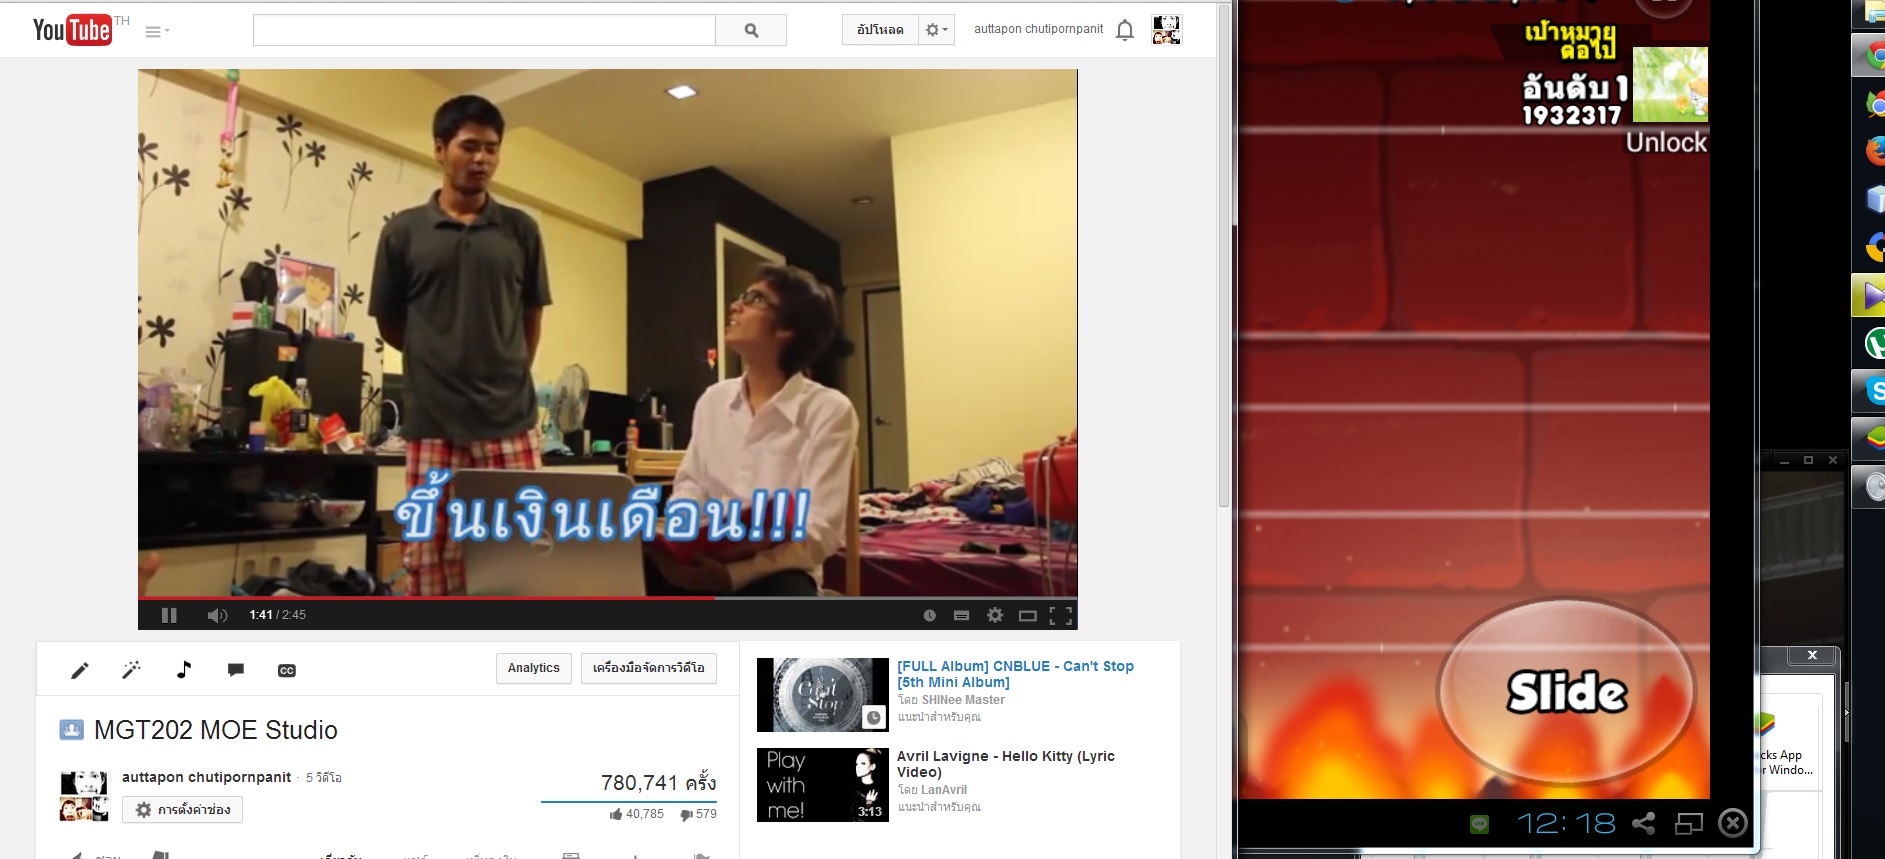 YouTube TH
อัปโหลด
auttapon chutipornpanit
ขึ้นเงินเดือน!!!
1:41 / 2:45
Analytics
เครื่องมือจัดการวิดีโอ
MGT202 MOE Studio
auttapon chutipornpanit · 5 วิดีโอ
การตั้งค่าช่อง
780,741 ครั้ง
40,785 579
[FULL Album] CNBLUE - Can't Stop
[5th Mini Album]
โดย SHINee Master
แนะนำสำหรับคุณ
Play
with
me!
3:13
Avril Lavigne - Hello Kitty (Lyric
Video)
โดย LanAvril
แนะนำสำหรับคุณ
เป้าหมาย
ต่อไป
อันดับ 1
1932317
Unlock
Slide
12:18
cks App
r Windo...